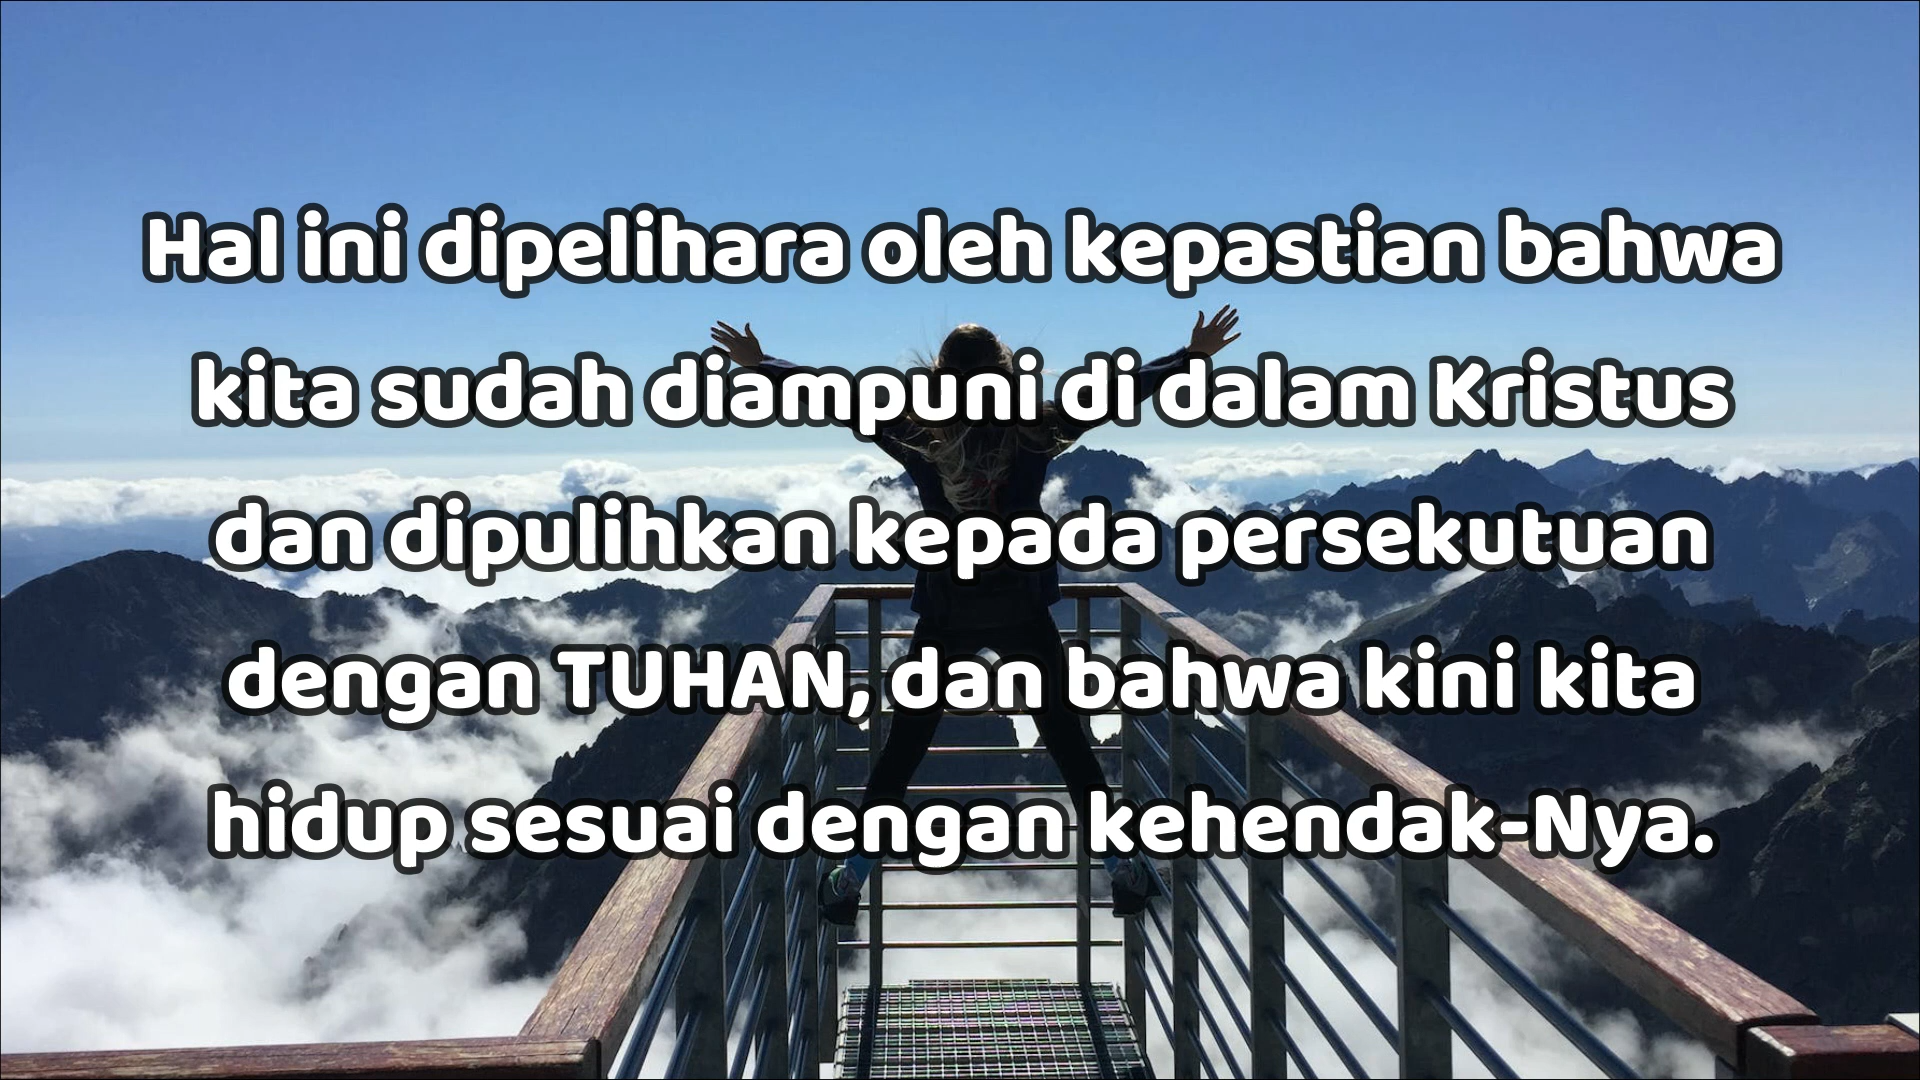 Hal ini dipelihara oleh kepastian bahwa
kita sudah diampuni di dalam Kristus
dan dipulihkan kepada persekutuan
dengan TUHAN, dan bahwa kini kita
hidup sesuai dengan kehendak-Nya.